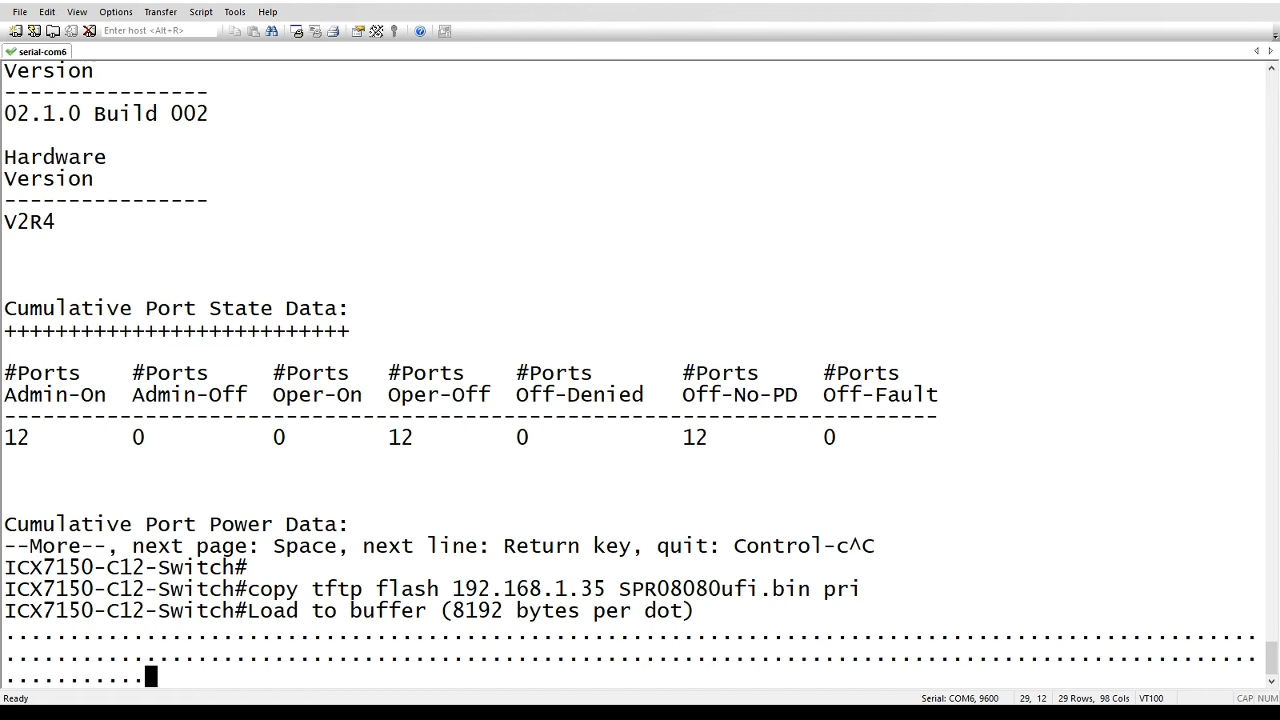 File Edit View Options Transfer Script Tools Help
Enter host <Alt+R>
serial-com6
Version
----------------
02.1.0 Build 002
Hardware
Version
----------------
V2R4
Cumulative Port State Data:
+++++++++++++++++++++++++++
#Ports #Ports #Ports #Ports #Ports #Ports #Ports
Admin-On Admin-Off Oper-On Oper-Off Off-Denied Off-No-PD Off-Fault
-------------------------------------------------------------------------
12 0 0 12 0 12 0
Cumulative Port Power Data:
--More--, next page: Space, next line: Return key, quit: Control-c^C
ICX7150-C12-Switch#
ICX7150-C12-Switch#copy tftp flash 192.168.1.35 SPR08080ufi.bin pri
ICX7150-C12-Switch#Load to buffer (8192 bytes per dot)
..................................................................................................
..................................................................................................
...........
Ready Serial: COM6, 9600 29, 12 29 Rows, 98 Cols VT100 CAP NUM